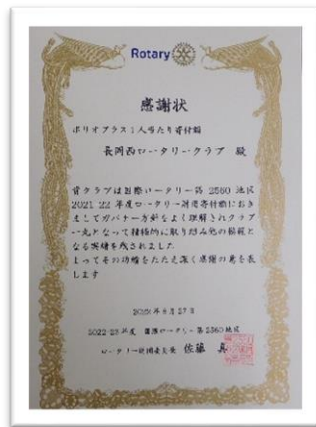 Rotary
感謝状
ポリオプラス1人当たり寄付額
長岡西ロータリークラブ 殿
貴クラブは国際ロータリー第2560地区
2021-22年度ロータリー財団寄付額におき
ましてガバナー方針をよく理解されクラブ
一丸となって積極的に取り組み他の模範と
なる実績を残されました
よってその功績をたたえ深く感謝の意を表
します
8月27日
2022-23年度 国際ロータリー第2560地区
ロータリー財団委員長 佐藤 真